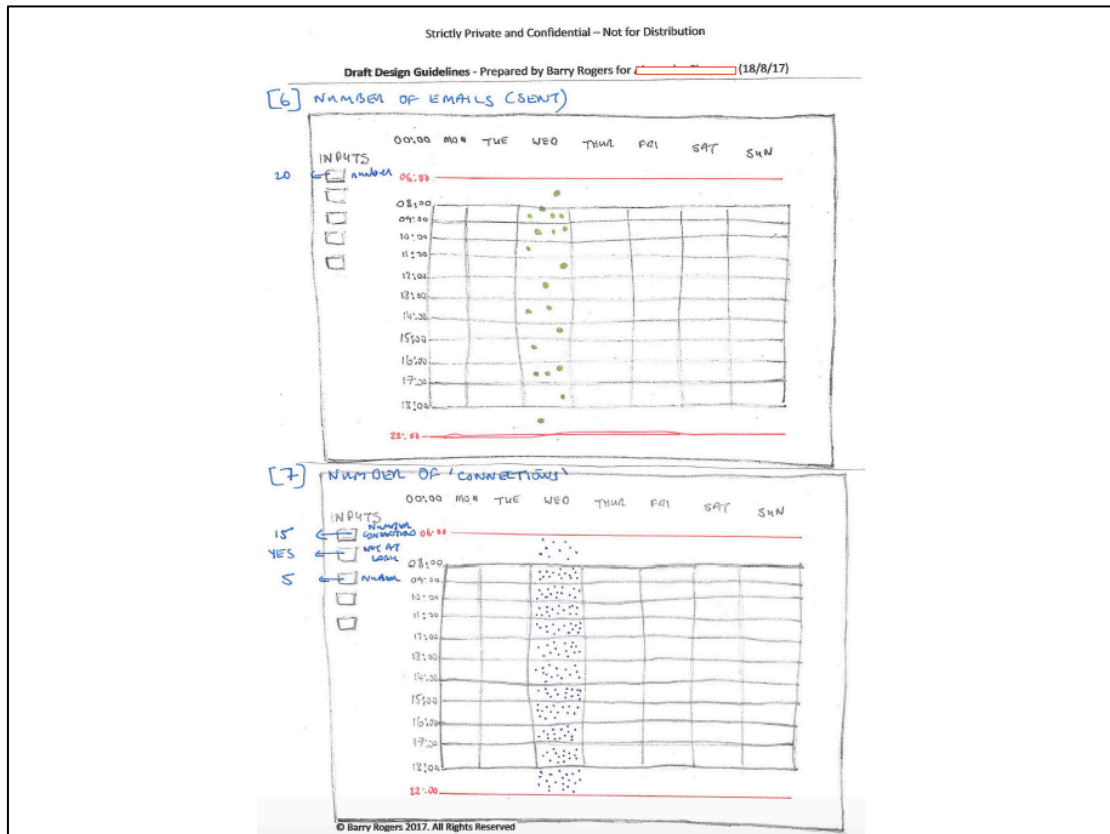 Strictly Private and Confidential – Not for Distribution
Draft Design Guidelines - Prepared by Barry Rogers for (18/8/17)
[6] NUMBER OF EMAILS (SENT)
00:00 MON TUE WED THUR FRI SAT SUN
INPUTS
20 number 06:00
08:00
09:00
10:00
11:00
12:00
13:00
14:00
15:00
16:00
17:00
18:00
22:00
[7] NUMBER OF 'CONNECTIONS'
00:00 MON TUE WED THUR FRI SAT SUN
INPUTS
15 NUMBER CONNECTIONS 06:00
YES NOT AT
08:00
5 NUMBER 09:00
10:00
11:00
12:00
13:00
14:00
15:00
16:00
17:00
18:00
22:00
© Barry Rogers 2017. All Rights Reserved